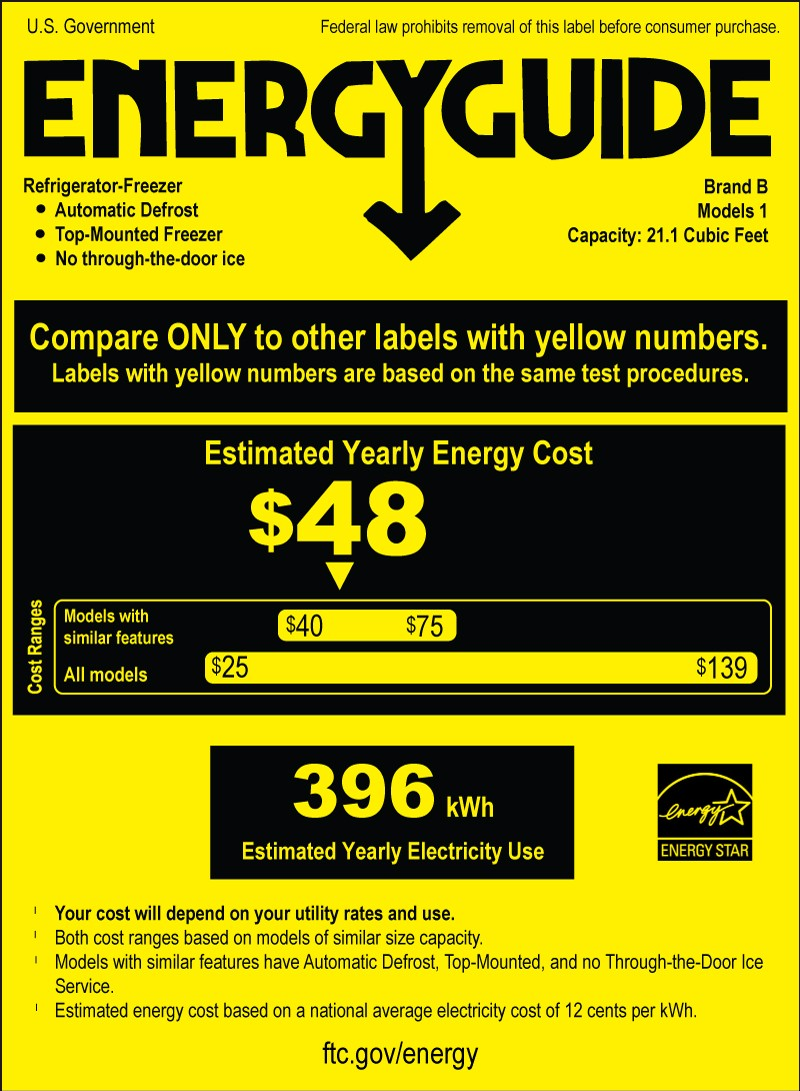 U.S. Government
Federal law prohibits removal of this label before consumer purchase.
ENERGYGUIDE
Refrigerator-Freezer
• Automatic Defrost
• Top-Mounted Freezer
• No through-the-door ice
Brand B
Models 1
Capacity: 21.1 Cubic Feet
Compare ONLY to other labels with yellow numbers.
Labels with yellow numbers are based on the same test procedures.
Estimated Yearly Energy Cost
$48
Cost Ranges
Models with
similar features
$40 $75
All models
$25 $139
396 kWh
Estimated Yearly Electricity Use
energy
ENERGY STAR
Your cost will depend on your utility rates and use.
Both cost ranges based on models of similar size capacity.
Models with similar features have Automatic Defrost, Top-Mounted, and no Through-the-Door Ice
Service.
Estimated energy cost based on a national average electricity cost of 12 cents per kWh.
ftc.gov/energy